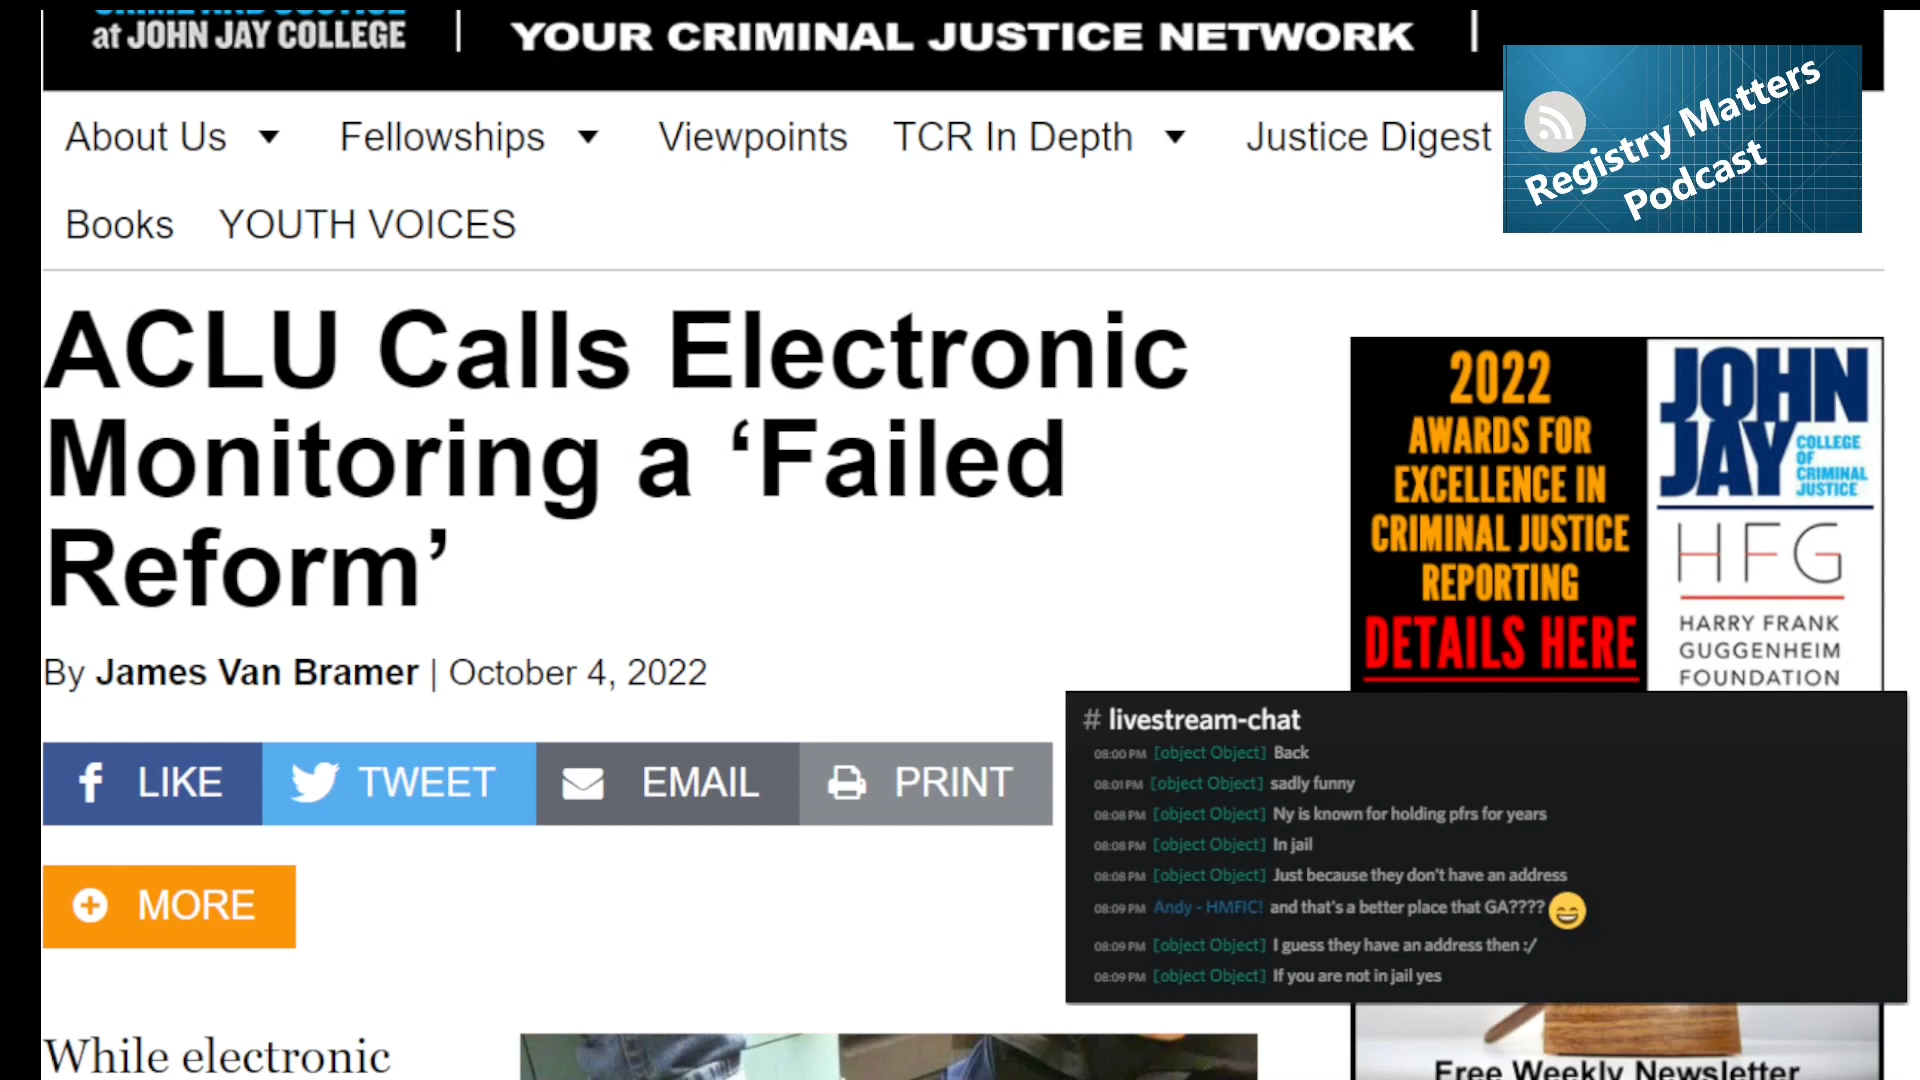 CRIME AND JUSTICE
at JOHN JAY COLLEGE
YOUR CRIMINAL JUSTICE NETWORK
Registry Matters
Podcast
About Us
Fellowships
Viewpoints
TCR In Depth
Justice Digest
Books
YOUTH VOICES
ACLU Calls Electronic
Monitoring a ‘Failed
Reform’
By James Van Bramer | October 4, 2022
LIKE
TWEET
EMAIL
PRINT
MORE
While electronic
2022
AWARDS FOR
EXCELLENCE IN
CRIMINAL JUSTICE
REPORTING
DETAILS HERE
JOHN
JAY
COLLEGE
OF
CRIMINAL
JUSTICE
HFG
HARRY FRANK
GUGGENHEIM
FOUNDATION
# livestream-chat
08:00 PM [object Object] Back
08:01 PM [object Object] sadly funny
08:08 PM [object Object] Ny is known for holding pfrs for years
08:08 PM [object Object] In jail
08:08 PM [object Object] Just because they don't have an address
08:09 PM Andy - HMFIC! and that's a better place that GA????
08:09 PM [object Object] I guess they have an address then :/
08:09 PM [object Object] If you are not in jail yes
Free Weekly Newsletter